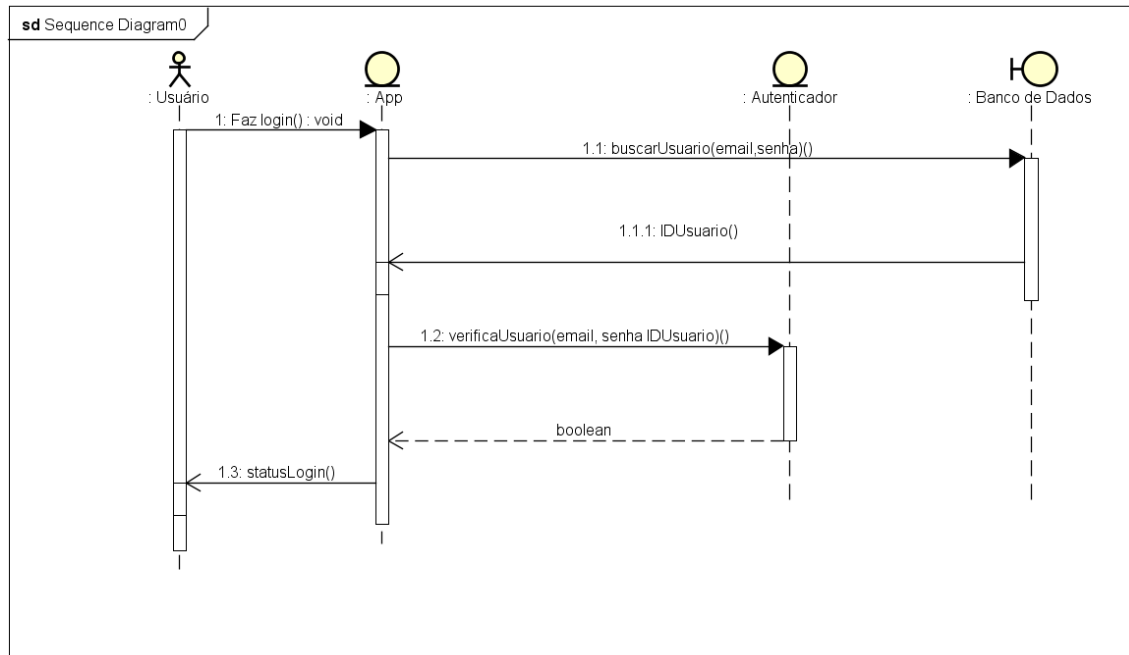 sd Sequence Diagram0
: Usuário
: App
: Autenticador
: Banco de Dados
1: Faz login() : void
1.1: buscarUsuario(email,senha)()
1.1.1: IDUsuario()
1.2: verificaUsuario(email, senha IDUsuario)()
boolean
1.3: statusLogin()